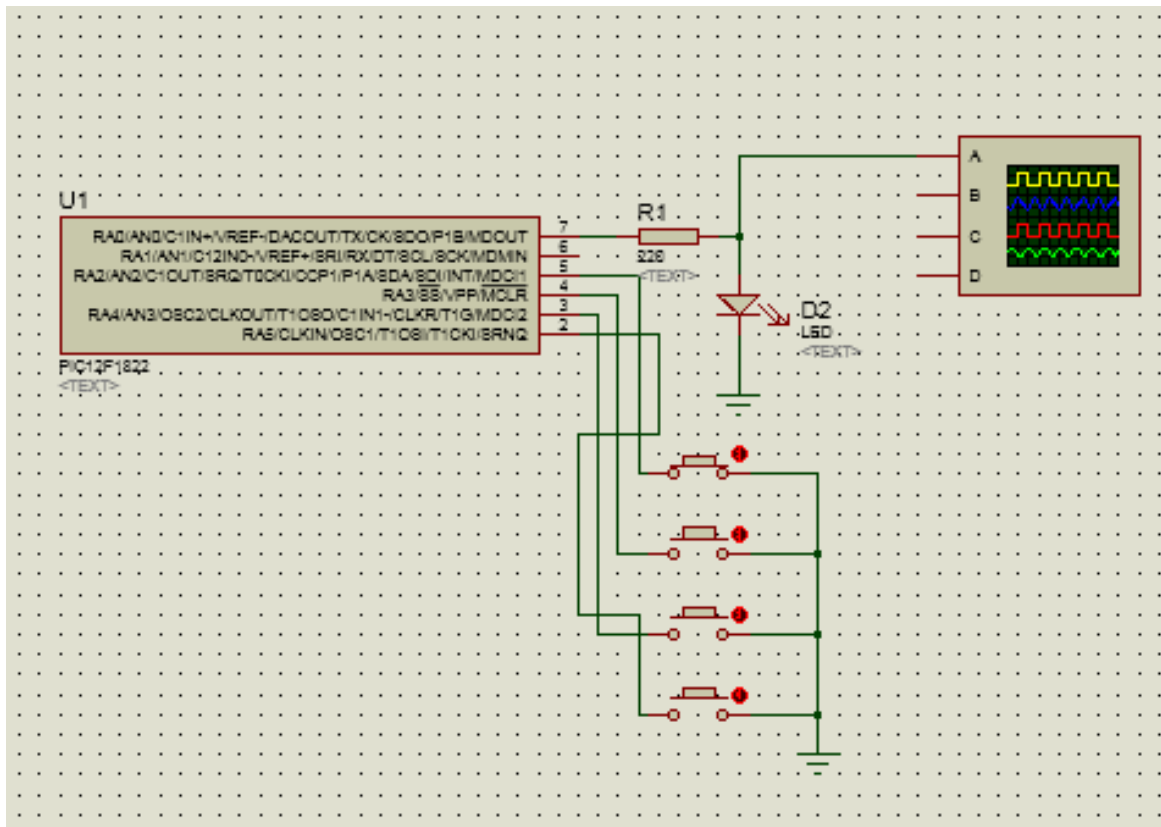 U1
RA0/AN0/C1IN+/VREF-/DACOUT/TX/CK/SDO/P1B/MDOUT
RA1/AN1/C12IN0-/VREF+/SRI/RX/DT/SCL/SCK/MDMIN
RA2/AN2/C1OUT/SRQ/T0CKI/CCP1/P1A/SDA/SDI/INT/MDCI1
RA3/SS/VPP/MCLR
RA4/AN3/OSC2/CLKOUT/T1OSO/C1IN1-/CLKR/T1G/MDCI2
RA5/CLKIN/OSC1/T1OSI/T1CKI/SRNQ
7
6
5
4
3
2
PIC12F1822
<TEXT>
R1
220
<TEXT>
D2
LED
<TEXT>
A
B
C
D